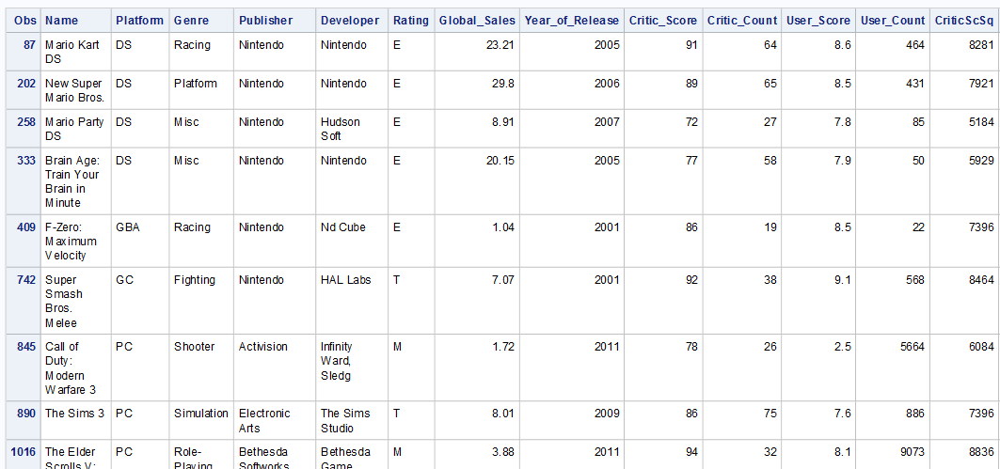 Obs Name Platform Genre Publisher Developer Rating Global_Sales Year_of_Release Critic_Score Critic_Count User_Score User_Count CriticScSq
87 Mario Kart DS Racing Nintendo Nintendo E 23.21 2005 91 64 8.6 464 8281
DS
202 New Super DS Platform Nintendo Nintendo E 29.8 2006 89 65 8.5 431 7921
Mario Bros.
258 Mario Party DS Misc Nintendo Hudson E 8.91 2007 72 27 7.8 85 5184
DS Soft
333 Brain Age: DS Misc Nintendo Nintendo E 20.15 2005 77 58 7.9 50 5929
Train Your
Brain in
Minute
409 F-Zero: GBA Racing Nintendo Nd Cube E 1.04 2001 86 19 8.5 22 7396
Maximum
Velocity
742 Super GC Fighting Nintendo HAL Labs T 7.07 2001 92 38 9.1 568 8464
Smash
Bros.
Melee
845 Call of PC Shooter Activision Infinity M 1.72 2011 78 26 2.5 5664 6084
Duty: Ward,
Modern Sledg
Warfare 3
890 The Sims 3 PC Simulation Electronic The Sims T 8.01 2009 86 75 7.6 886 7396
Arts Studio
1016 The Elder PC Role- Bethesda Bethesda M 3.88 2011 94 32 8.1 9073 8836
Scrolls V: Playing Softworks Game